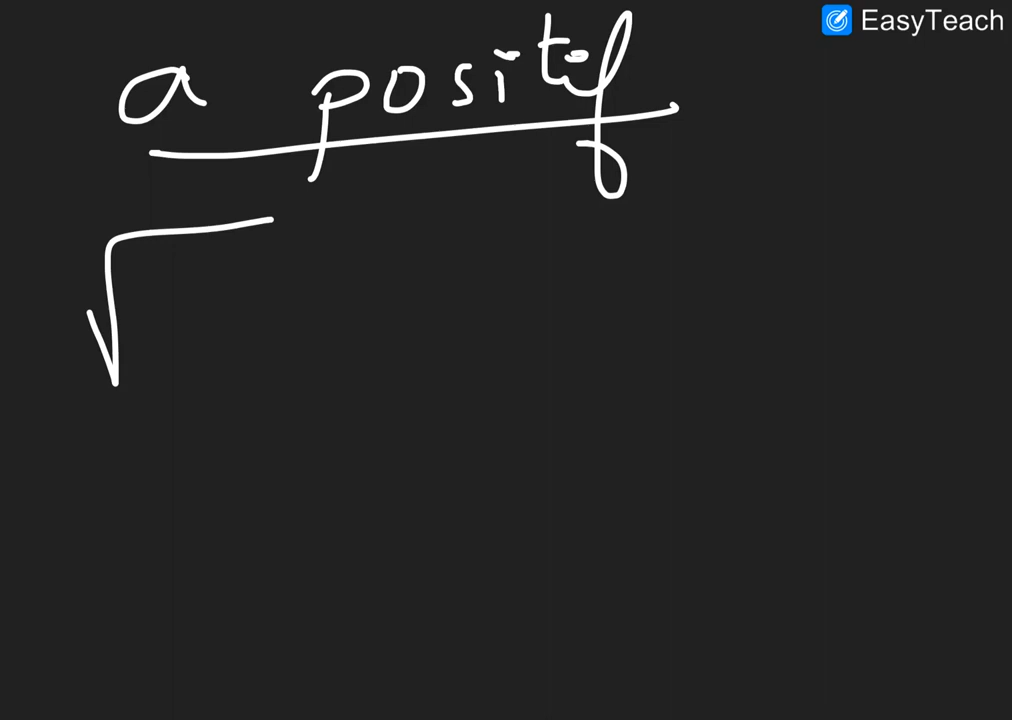 EasyTeach
a positif
√